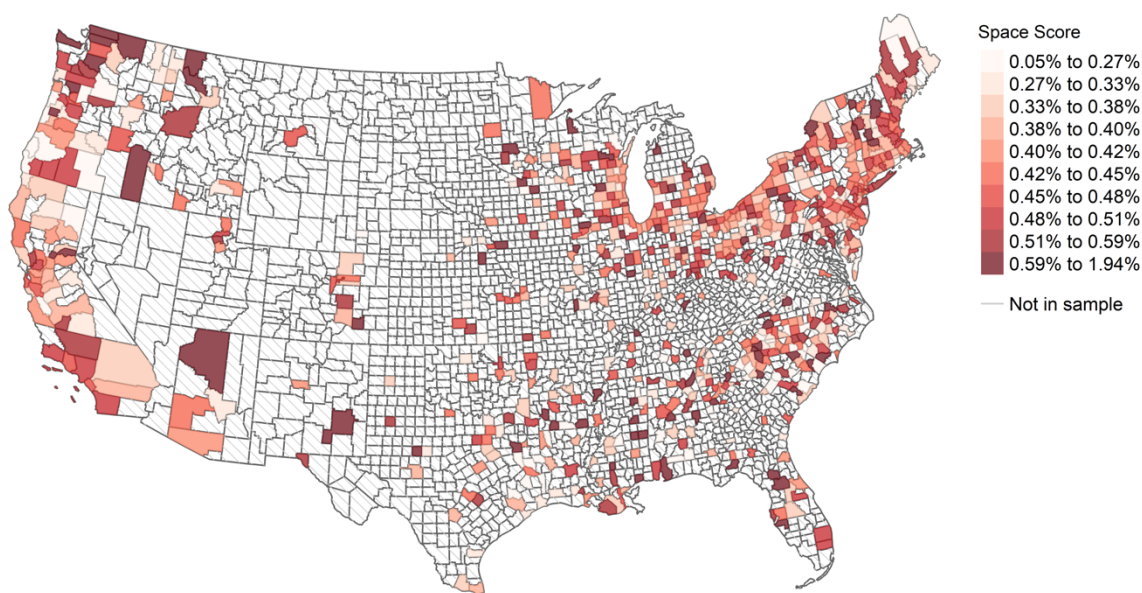 Space Score
0.05% to 0.27%
0.27% to 0.33%
0.33% to 0.38%
0.38% to 0.40%
0.40% to 0.42%
0.42% to 0.45%
0.45% to 0.48%
0.48% to 0.51%
0.51% to 0.59%
0.59% to 1.94%
Not in sample